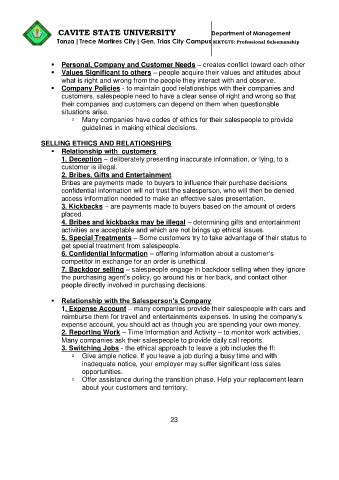 CAVITE STATE UNIVERSITY
Department of Management
Tanza | Trece Martires City | Gen. Trias City Campus
MKTG75: Professional Salesmanship
▪ Personal, Company and Customer Needs – creates conflict toward each other
▪ Values Significant to others – people acquire their values and attitudes about
what is right and wrong from the people they interact with and observe.
▪ Company Policies - to maintain good relationships with their companies and
customers, salespeople need to have a clear sense of right and wrong so that
their companies and customers can depend on them when questionable
situations arise.
o Many companies have codes of ethics for their salespeople to provide
guidelines in making ethical decisions.
SELLING ETHICS AND RELATIONSHIPS
▪ Relationship with customers
1. Deception – deliberately presenting inaccurate information, or lying, to a
customer is illegal.
2. Bribes, Gifts and Entertainment
Bribes are payments made to buyers to influence their purchase decisions
confidential information will not trust the salesperson, who will then be denied
access information needed to make an effective sales presentation.
3. Kickbacks – are payments made to buyers based on the amount of orders
placed.
4. Bribes and kickbacks may be illegal – determining gifts and entertainment
activities are acceptable and which are not brings up ethical issues.
5. Special Treatments – Some customers try to take advantage of their status to
get special treatment from salespeople.
6. Confidential Information – offering information about a customer's
competitor in exchange for an order is unethical.
7. Backdoor selling – salespeople engage in backdoor selling when they ignore
the purchasing agent's policy, go around his or her back, and contact other
people directly involved in purchasing decisions.
▪ Relationship with the Salesperson's Company
1. Expense Account – many companies provide their salespeople with cars and
reimburse them for travel and entertainments expenses. In using the company's
expense account, you should act as though you are spending your own money.
2. Reporting Work – Time Information and Activity – to monitor work activities,
Many companies ask their salespeople to provide daily call reports.
3. Switching Jobs - the ethical approach to leave a job includes the ff:
o Give ample notice. If you leave a job during a busy time and with
inadequate notice, your employer may suffer significant loss sales
opportunities.
o Offer assistance during the transition phase. Help your replacement learn
about your customers and territory.
23